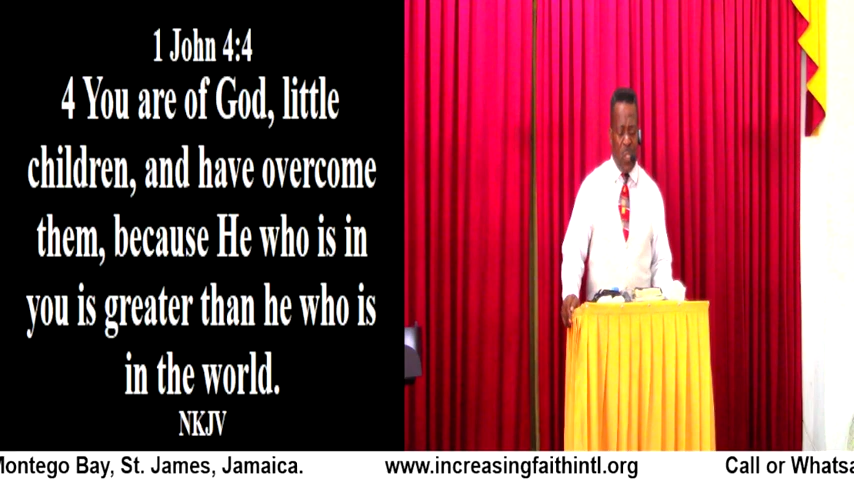 1 John 4:4
4 You are of God, little
children, and have overcome
them, because He who is in
you is greater than he who is
in the world.
NKJV
Montego Bay, St. James, Jamaica. www.increasingfaithintl.org Call or Whatsa